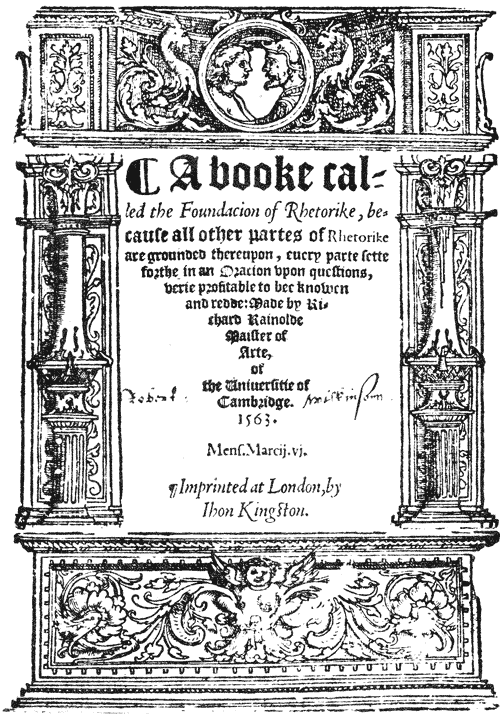 ¶ A booke cal-
led the Foundacion of Rhetorike, be-
cause all other partes of Rhetorike
are grounded thereupon, euery parte sette
forthe in an Oracion vpon questions,
verie profitable to bee knowen
and redde: Made by Ri-
chard Rainolde
Maister of
Arte,
of
the Uniuersitie of
Cambridge.
Robert Wilkinson
1563.
Mens. Marcij. vj.
¶ Imprinted at London, by
Ihon Kingston.